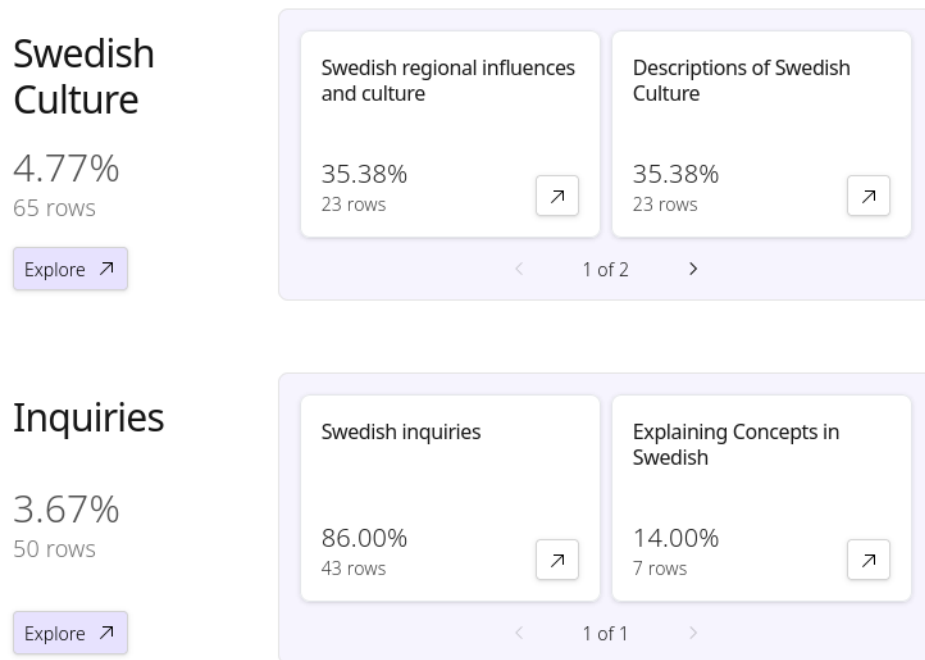 Swedish
Culture
4.77%
65 rows
Explore
Swedish regional influences
and culture
35.38%
23 rows
Descriptions of Swedish
Culture
35.38%
23 rows
1 of 2
Inquiries
3.67%
50 rows
Explore
Swedish inquiries
86.00%
43 rows
Explaining Concepts in
Swedish
14.00%
7 rows
1 of 1